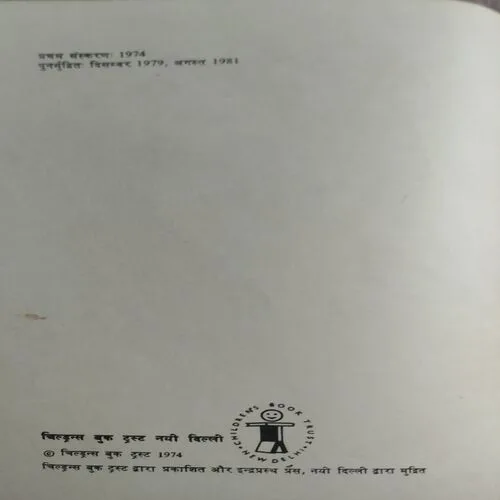 प्रथम संस्करण: 1974
पुनर्मुद्रित दिसम्बर 1979, अगस्त 1981
CHILDREN'S BOOK TRUST • NEW DELHI •
चिल्ड्रन्स बुक ट्रस्ट नयी दिल्ली
© चिल्ड्रन्स बुक ट्रस्ट 1974
चिल्ड्रन्स बुक ट्रस्ट द्वारा प्रकाशित और इन्द्रप्रस्थ प्रेंस, नयी दिल्ली द्वारा मुद्रित